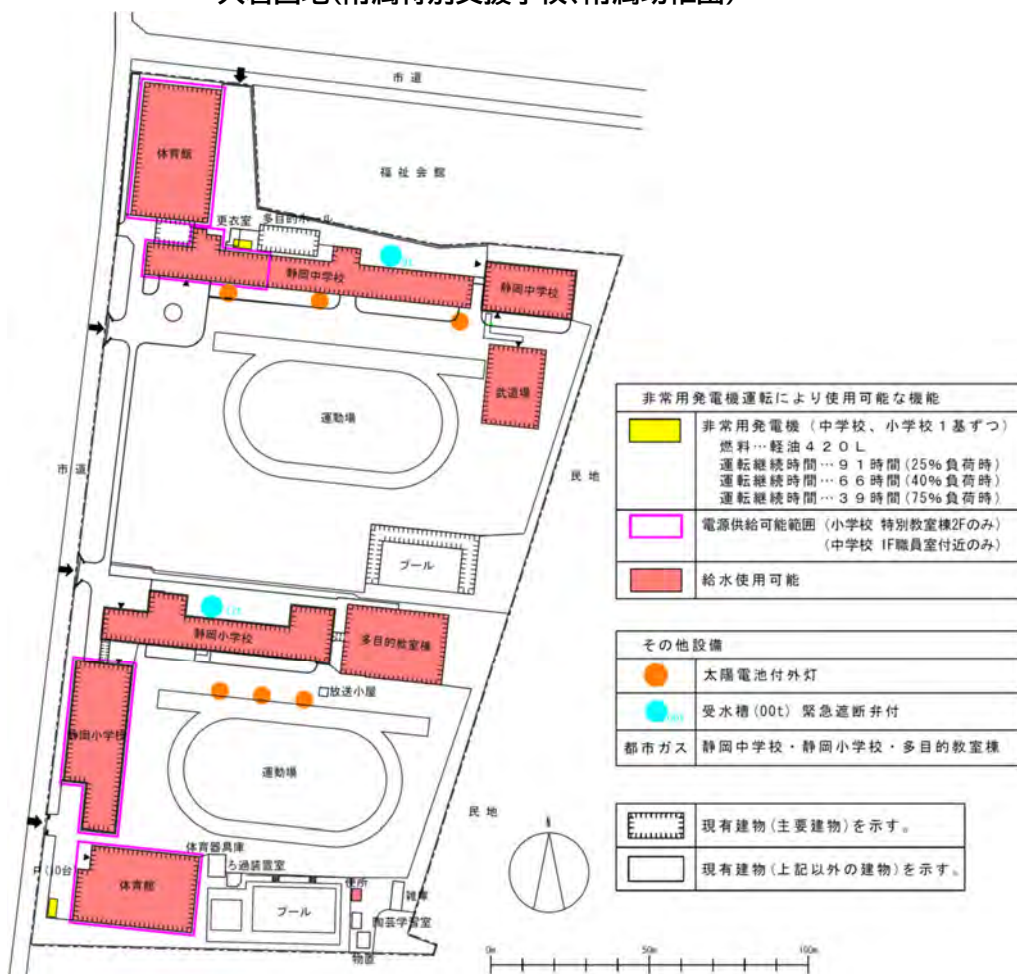 市道
福祉会館
体育館
更衣室
多目的ホール
静岡中学校
静岡中学校
武道場
運動場
市道
民地
プール
静岡小学校
多目的教室棟
放送小屋
静岡小学校
運動場
民地
体育器具庫
ろ過装置室
P(10台)
体育館
プール
便所
雑庫
陶芸学習室
物置
N
0m 50m 100m
非常用発電機運転により使用可能な機能
非常用発電機(中学校、小学校1基ずつ)
燃料…軽油420L
運転継続時間…91時間(25%負荷時)
運転継続時間…66時間(40%負荷時)
運転継続時間…39時間(75%負荷時)
電源供給可能範囲(小学校 特別教室棟2Fのみ)
(中学校 1F職員室付近のみ)
給水使用可能
その他設備
太陽電池付外灯
受水槽(00t) 緊急遮断弁付
都市ガス 静岡中学校・静岡小学校・多目的教室棟
現有建物(主要建物)を示す。
現有建物(上記以外の建物)を示す。